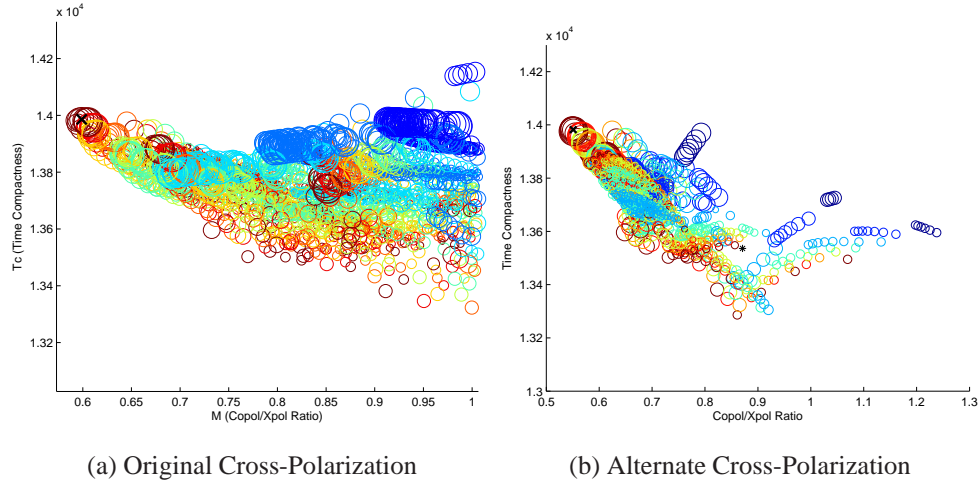 x 10⁴
1.42
1.4
1.38
1.36
1.34
1.32
Tc (Time Compactness)
0.6 0.65 0.7 0.75 0.8 0.85 0.9 0.95 1
M (Copol/Xpol Ratio)
(a) Original Cross-Polarization
x 10⁴
1.42
1.4
1.38
1.36
1.34
1.32
1.3
Time Compactness
0.5 0.6 0.7 0.8 0.9 1 1.1 1.2 1.3
Copol/Xpol Ratio
(b) Alternate Cross-Polarization